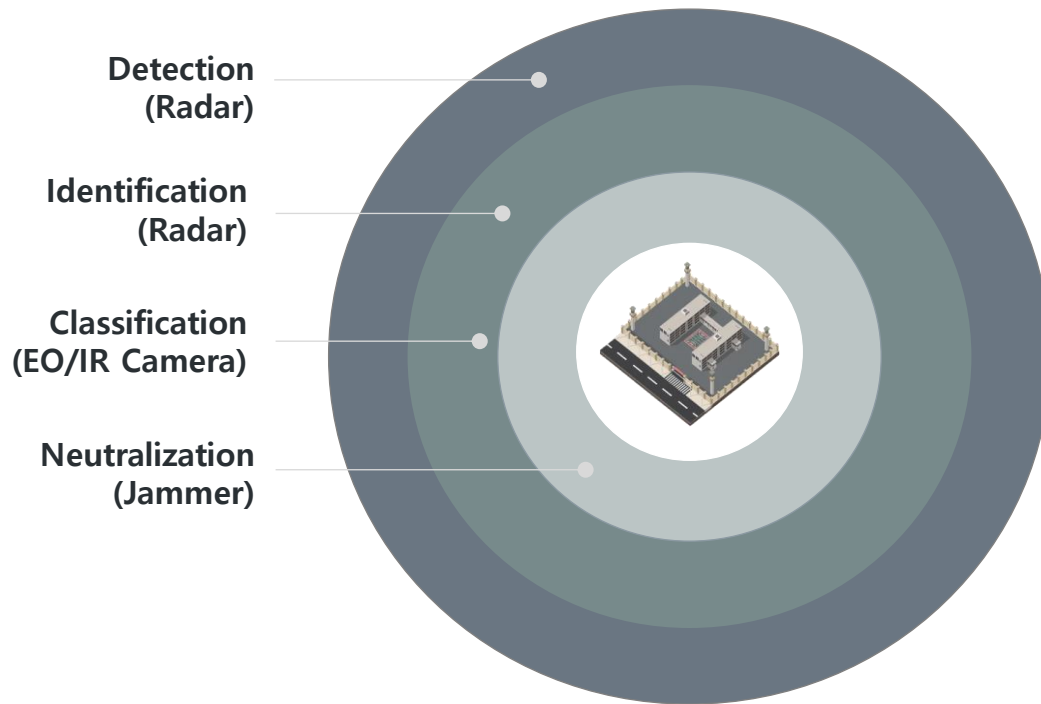 Detection
(Radar)
Identification
(Radar)
Classification
(EO/IR Camera)
Neutralization
(Jammer)